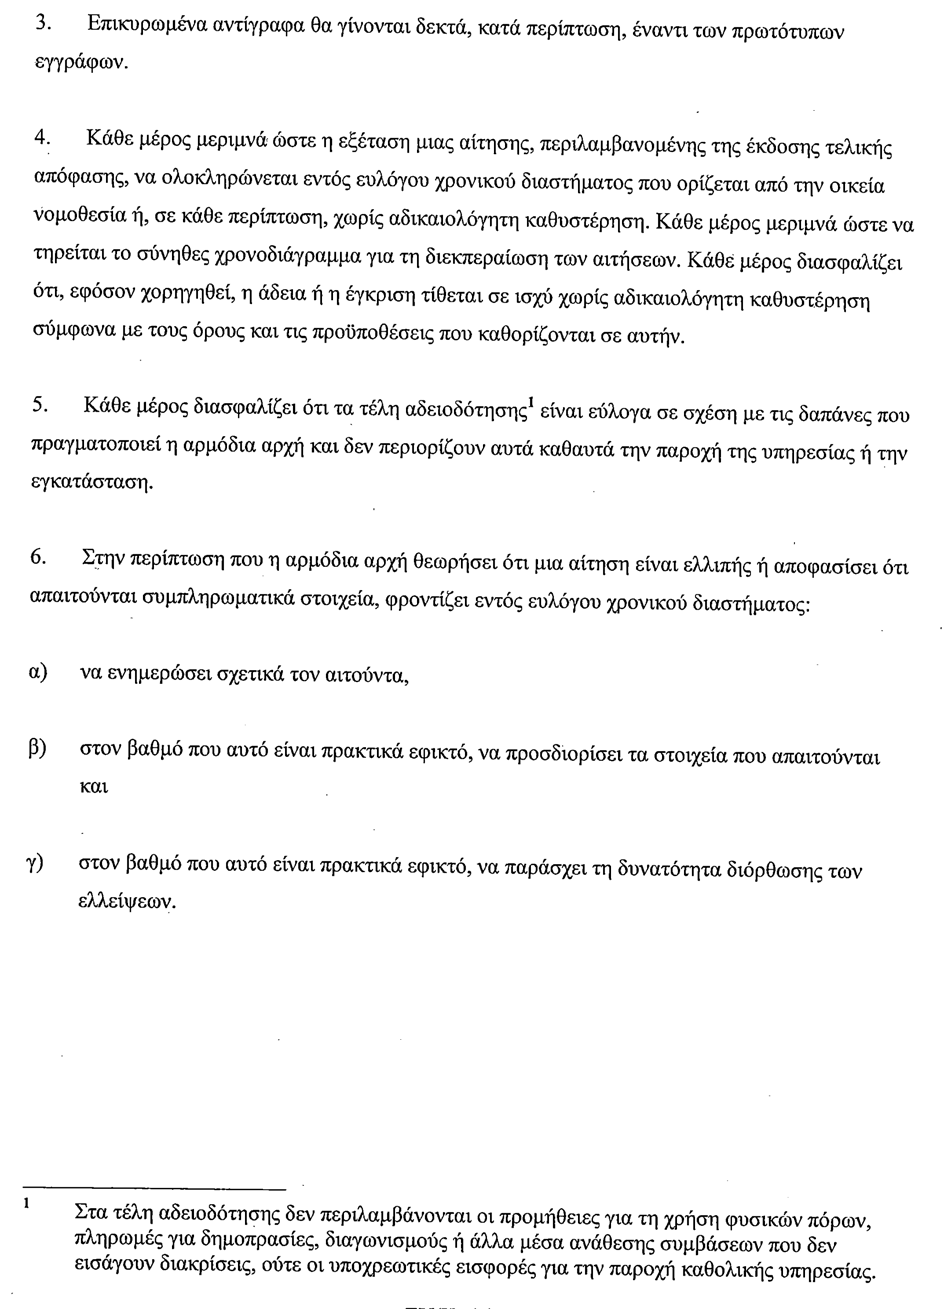 3. Επικυρωμένα αντίγραφα θα γίνονται δεκτά, κατά περίπτωση, έναντι των πρωτότυπων
εγγράφων.
4. Κάθε μέρος μεριμνά ώστε η εξέταση μιας αίτησης, περιλαμβανομένης της έκδοσης τελικής
απόφασης, να ολοκληρώνεται εντός ευλόγου χρονικού διαστήματος που ορίζεται από την οικεία
νομοθεσία ή, σε κάθε περίπτωση, χωρίς αδικαιολόγητη καθυστέρηση. Κάθε μέρος μεριμνά ώστε να
τηρείται το σύνηθες χρονοδιάγραμμα για τη διεκπεραίωση των αιτήσεων. Κάθε μέρος διασφαλίζει
ότι, εφόσον χορηγηθεί, η άδεια ή η έγκριση τίθεται σε ισχύ χωρίς αδικαιολόγητη καθυστέρηση
σύμφωνα με τους όρους και τις προϋποθέσεις που καθορίζονται σε αυτήν.
5. Κάθε μέρος διασφαλίζει ότι τα τέλη αδειοδότησης¹ είναι εύλογα σε σχέση με τις δαπάνες που
πραγματοποιεί η αρμόδια αρχή και δεν περιορίζουν αυτά καθαυτά την παροχή της υπηρεσίας ή την
εγκατάσταση.
6. Στην περίπτωση που η αρμόδια αρχή θεωρήσει ότι μια αίτηση είναι ελλιπής ή αποφασίσει ότι
απαιτούνται συμπληρωματικά στοιχεία, φροντίζει εντός ευλόγου χρονικού διαστήματος:
α) να ενημερώσει σχετικά τον αιτούντα,
β) στον βαθμό που αυτό είναι πρακτικά εφικτό, να προσδιορίσει τα στοιχεία που απαιτούνται
και
γ) στον βαθμό που αυτό είναι πρακτικά εφικτό, να παράσχει τη δυνατότητα διόρθωσης των
ελλείψεων.
1 Στα τέλη αδειοδότησης δεν περιλαμβάνονται οι προμήθειες για τη χρήση φυσικών πόρων,
πληρωμές για δημοπρασίες, διαγωνισμούς ή άλλα μέσα ανάθεσης συμβάσεων που δεν
εισάγουν διακρίσεις, ούτε οι υποχρεωτικές εισφορές για την παροχή καθολικής υπηρεσίας.